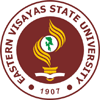 EASTERN VISAYAS STATE UNIVERSITY
• 1907 •